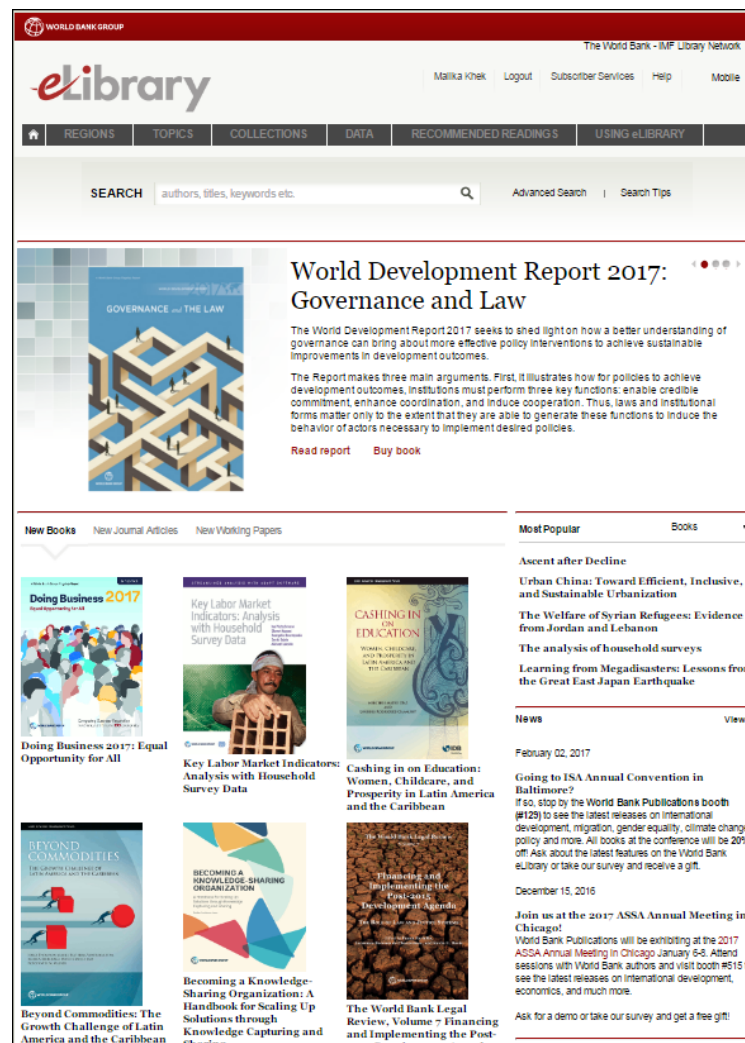 WORLD BANK GROUP
The World Bank - IMF Library Network
eLibrary
Mallika Khek Logout Subscriber Services Help Mobile
REGIONS TOPICS COLLECTIONS DATA RECOMMENDED READINGS USING eLIBRARY
SEARCH authors, titles, keywords etc. Advanced Search | Search Tips
World Development Report 2017:
Governance and Law
GOVERNANCE and THE LAW
The World Development Report 2017 seeks to shed light on how a better understanding of
governance can bring about more effective policy interventions to achieve sustainable
improvements in development outcomes.
The Report makes three main arguments. First, it illustrates how for policies to achieve
development outcomes, institutions must perform three key functions: enable credible
commitment, enhance coordination, and induce cooperation. Thus, laws and institutional
forms matter only to the extent that they are able to generate these functions to induce the
behavior of actors necessary to implement desired policies.
Read report Buy book
New Books New Journal Articles New Working Papers
Doing Business 2017
Equal Opportunity for All
Doing Business 2017: Equal
Opportunity for All
Key Labor Market
Indicators: Analysis
with Household
Survey Data
Key Labor Market Indicators:
Analysis with Household
Survey Data
CASHING IN
ON
EDUCATION
WOMEN, CHILDCARE,
AND PROSPERITY IN
LATIN AMERICA AND
THE CARIBBEAN
IDB
Cashing in on Education:
Women, Childcare, and
Prosperity in Latin America
and the Caribbean
BEYOND
COMMODITIES
THE GROWTH CHALLENGE OF
LATIN AMERICA AND THE CARIBBEAN
Beyond Commodities: The
Growth Challenge of Latin
America and the Caribbean
BECOMING A
KNOWLEDGE-SHARING
ORGANIZATION
Becoming a Knowledge-
Sharing Organization: A
Handbook for Scaling Up
Solutions through
Knowledge Capturing and
The World Bank Legal Review
Financing and
Implementing the
Post-2015
Development Agenda
The World Bank Legal
Review, Volume 7 Financing
and Implementing the Post-
Most Popular Books
Ascent after Decline
Urban China: Toward Efficient, Inclusive,
and Sustainable Urbanization
The Welfare of Syrian Refugees: Evidence
from Jordan and Lebanon
The analysis of household surveys
Learning from Megadisasters: Lessons from
the Great East Japan Earthquake
News View
February 02, 2017
Going to ISA Annual Convention in
Baltimore?
If so, stop by the World Bank Publications booth
(#129) to see the latest releases on international
development, migration, gender equality, climate change
policy and more. All books at the conference will be 20%
off! Ask about the latest features on the World Bank
eLibrary or take our survey and receive a gift.
December 15, 2016
Join us at the 2017 ASSA Annual Meeting in
Chicago!
World Bank Publications will be exhibiting at the 2017
ASSA Annual Meeting in Chicago January 6-8. Attend
sessions with World Bank authors and visit booth #515
see the latest releases on international development,
economics, and much more.
Ask for a demo or take our survey and get a free gift!